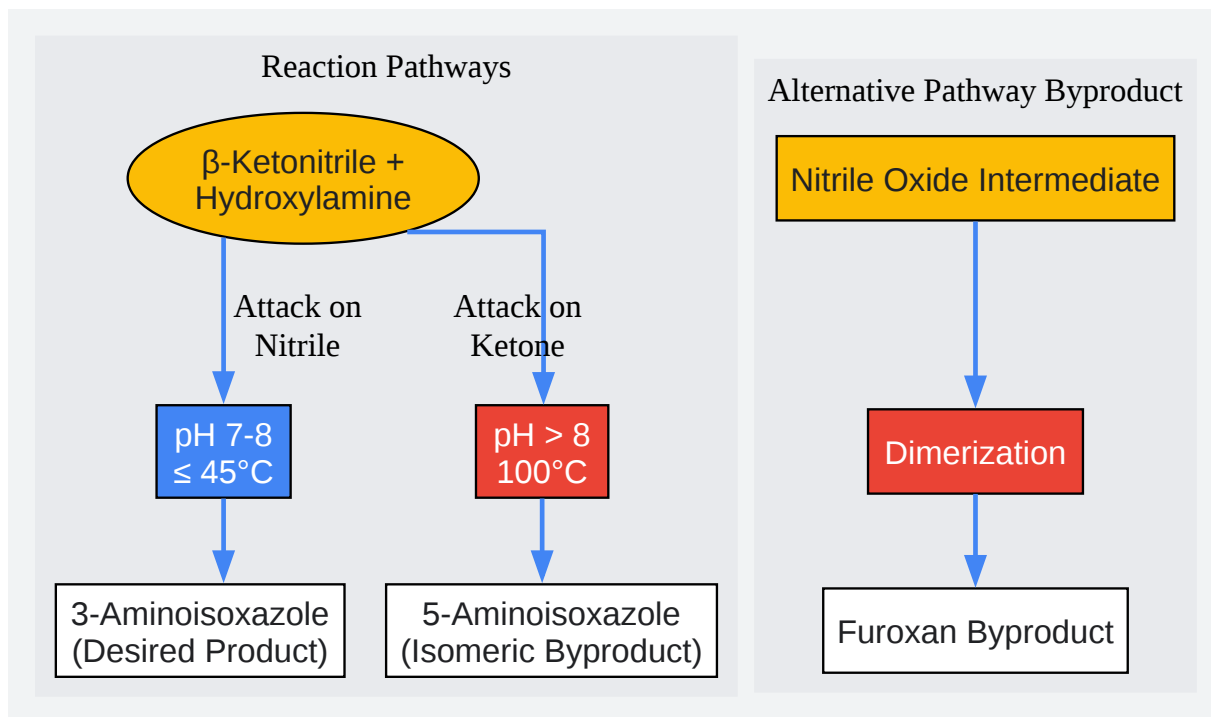 Reaction Pathways
β-Ketonitrile +
Hydroxylamine
Attack on
Nitrile
Attack on
Ketone
pH 7-8
≤ 45°C
pH > 8
100°C
3-Aminoisoxazole
(Desired Product)
5-Aminoisoxazole
(Isomeric Byproduct)
Alternative Pathway Byproduct
Nitrile Oxide Intermediate
Dimerization
Furoxan Byproduct